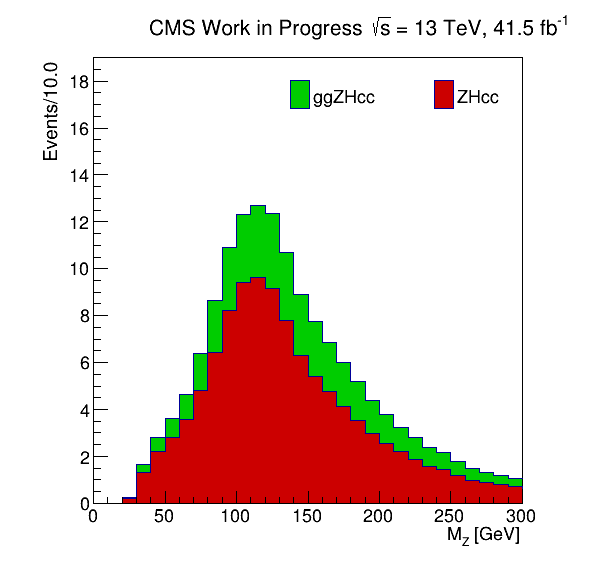 CMS Work in Progress √s = 13 TeV, 41.5 fb⁻¹
Events/10.0
ggZHcc ZHcc
18
16
14
12
10
8
6
4
2
0
0 50 100 150 200 250 300
M_Z [GeV]